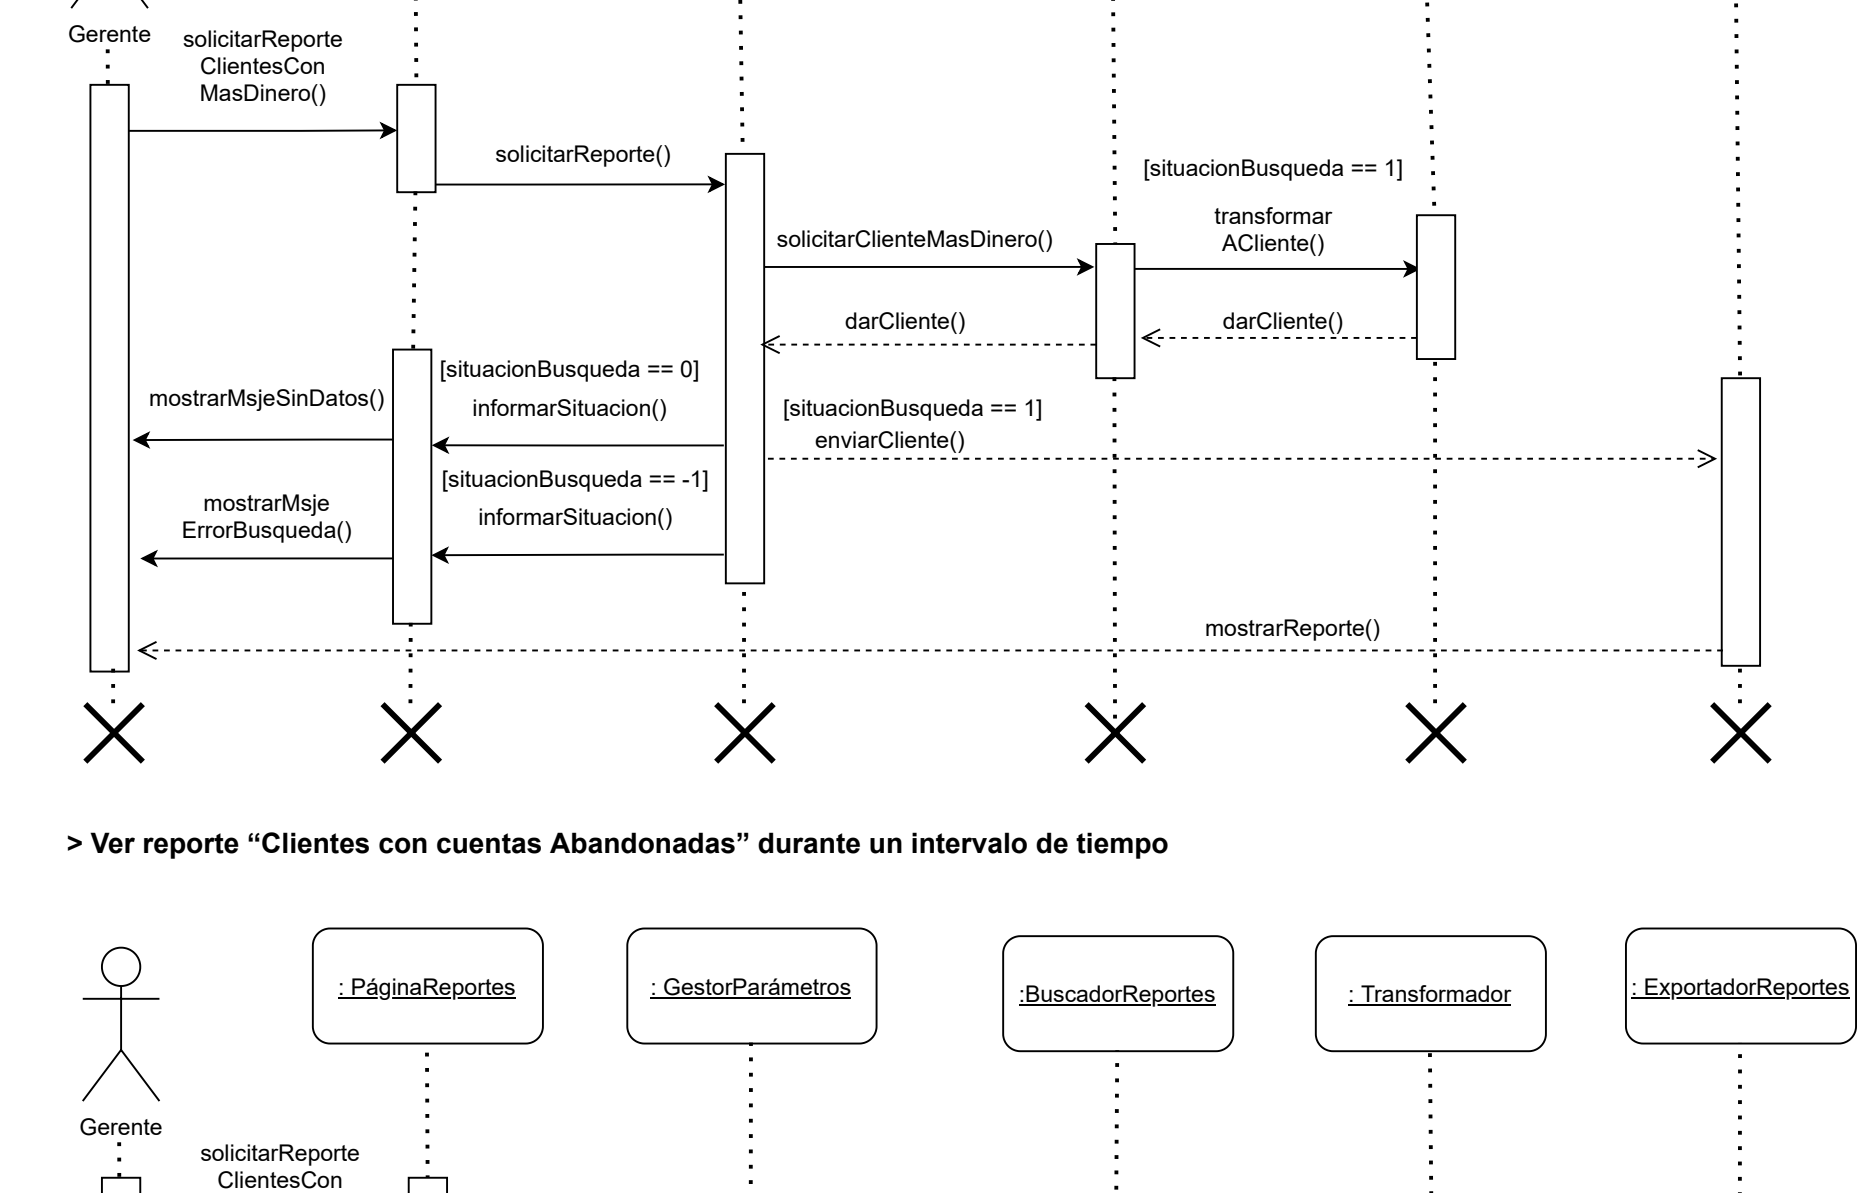 Gerente
solicitarReporte
ClientesCon
MasDinero()
solicitarReporte()
[situacionBusqueda == 1]
transformar
ACliente()
solicitarClienteMasDinero()
darCliente()
darCliente()
[situacionBusqueda == 0]
mostrarMsjeSinDatos()
informarSituacion()
[situacionBusqueda == 1]
enviarCliente()
[situacionBusqueda == -1]
mostrarMsje
ErrorBusqueda()
informarSituacion()
mostrarReporte()
> Ver reporte “Clientes con cuentas Abandonadas” durante un intervalo de tiempo
: PáginaReportes
: GestorParámetros
:BuscadorReportes
: Transformador
: ExportadorReportes
Gerente
solicitarReporte
ClientesCon